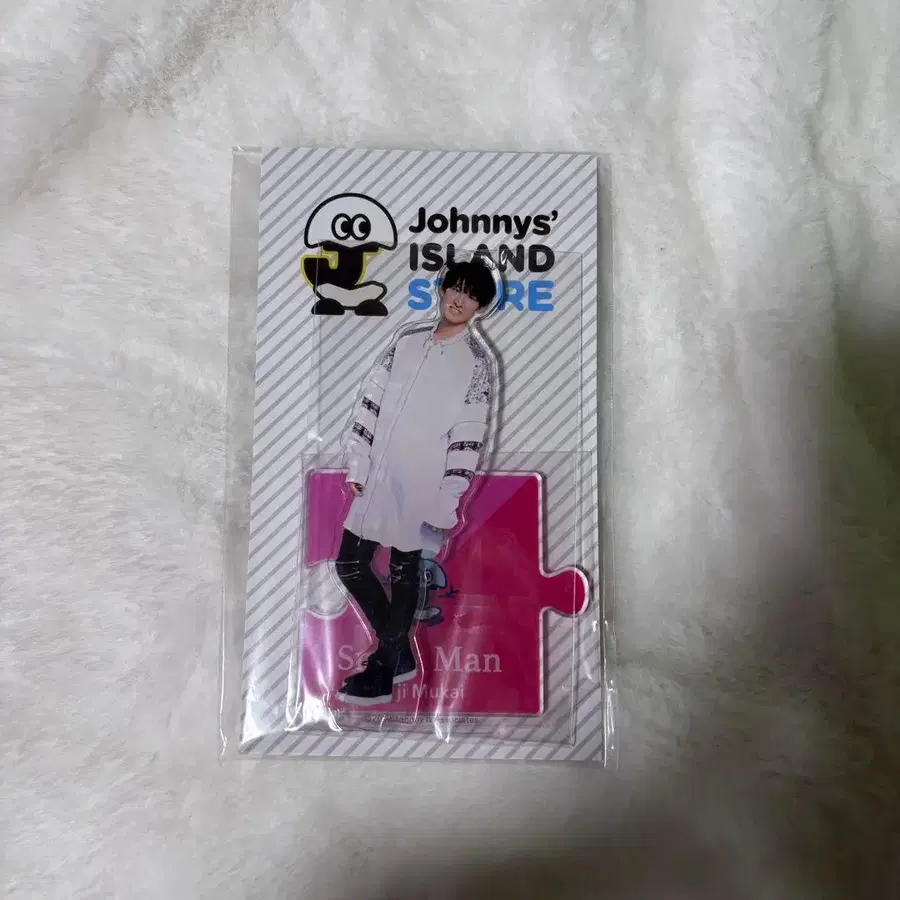 Johnnys'
ISLAND
STORE
Man
ji Mukai